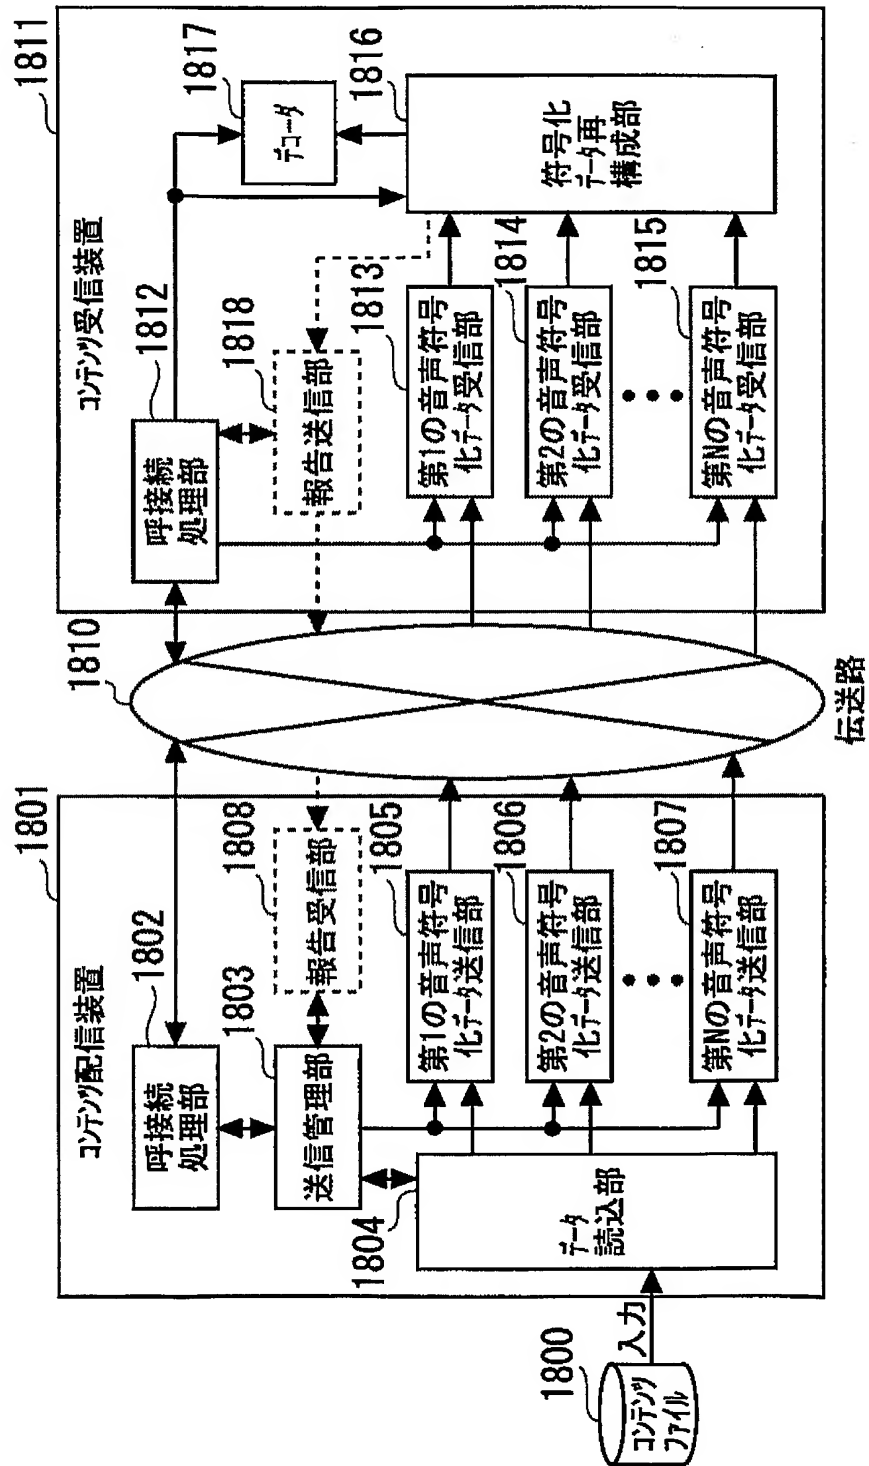 1800
コンテンツ
ファイル
入力
1801
コンテンツ配信装置
1802
呼接続
処理部
1803
送信管理部
1804
データ
読込部
1808
報告受信部
1805
第1の音声符号
化データ送信部
1806
第2の音声符号
化データ送信部
1807
第Nの音声符号
化データ送信部
1810
伝送路
1811
コンテンツ受信装置
1812
呼接続
処理部
1818
報告送信部
1813
第1の音声符号
化データ受信部
1814
第2の音声符号
化データ受信部
1815
第Nの音声符号
化データ受信部
1816
符号化
データ再
構成部
1817
デコーダ